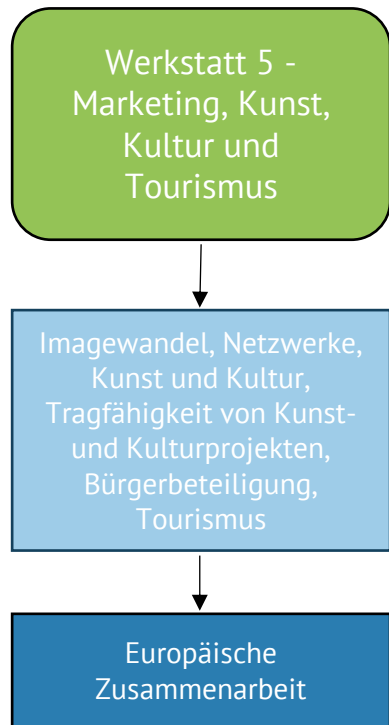 Werkstatt 5 -
Marketing, Kunst,
Kultur und
Tourismus
Imagewandel, Netzwerke,
Kunst und Kultur,
Tragfähigkeit von Kunst-
und Kulturprojekten,
Bürgerbeteiligung,
Tourismus
Europäische
Zusammenarbeit